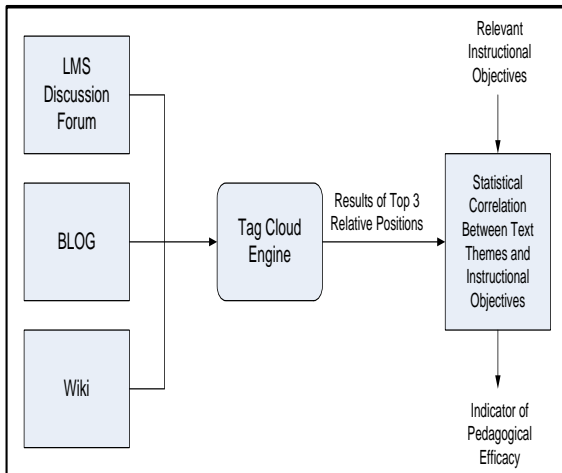 LMS
Discussion
Forum
BLOG
Wiki
Tag Cloud
Engine
Results of Top 3
Relative Positions
Relevant
Instructional
Objectives
Statistical
Correlation
Between Text
Themes and
Instructional
Objectives
Indicator of
Pedagogical
Efficacy